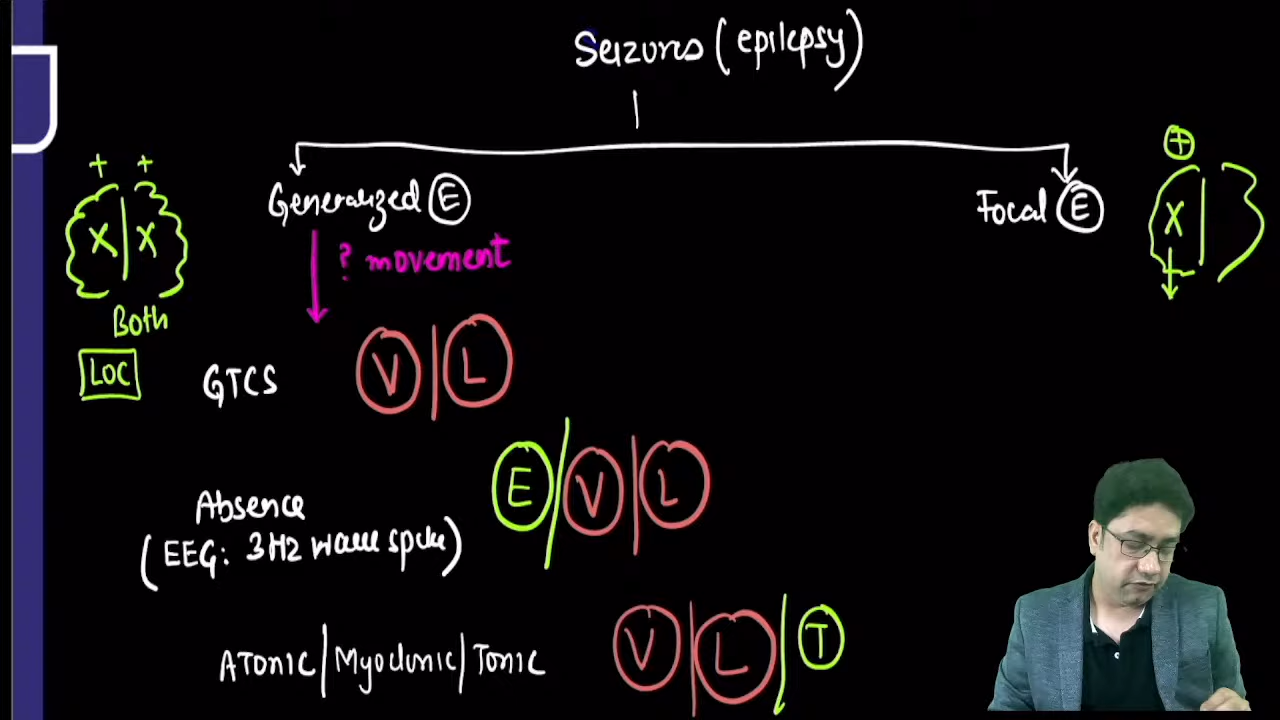 Seizures (epilepsy)
+ +
+
Generalized E
Focal E
X | X
X
? movement
Both
LOC
GTCS
V | L
E | V | L
Absence
(EEG: 3Hz wave spike)
V | L | T
ATONIC | Myoclonic | Tonic